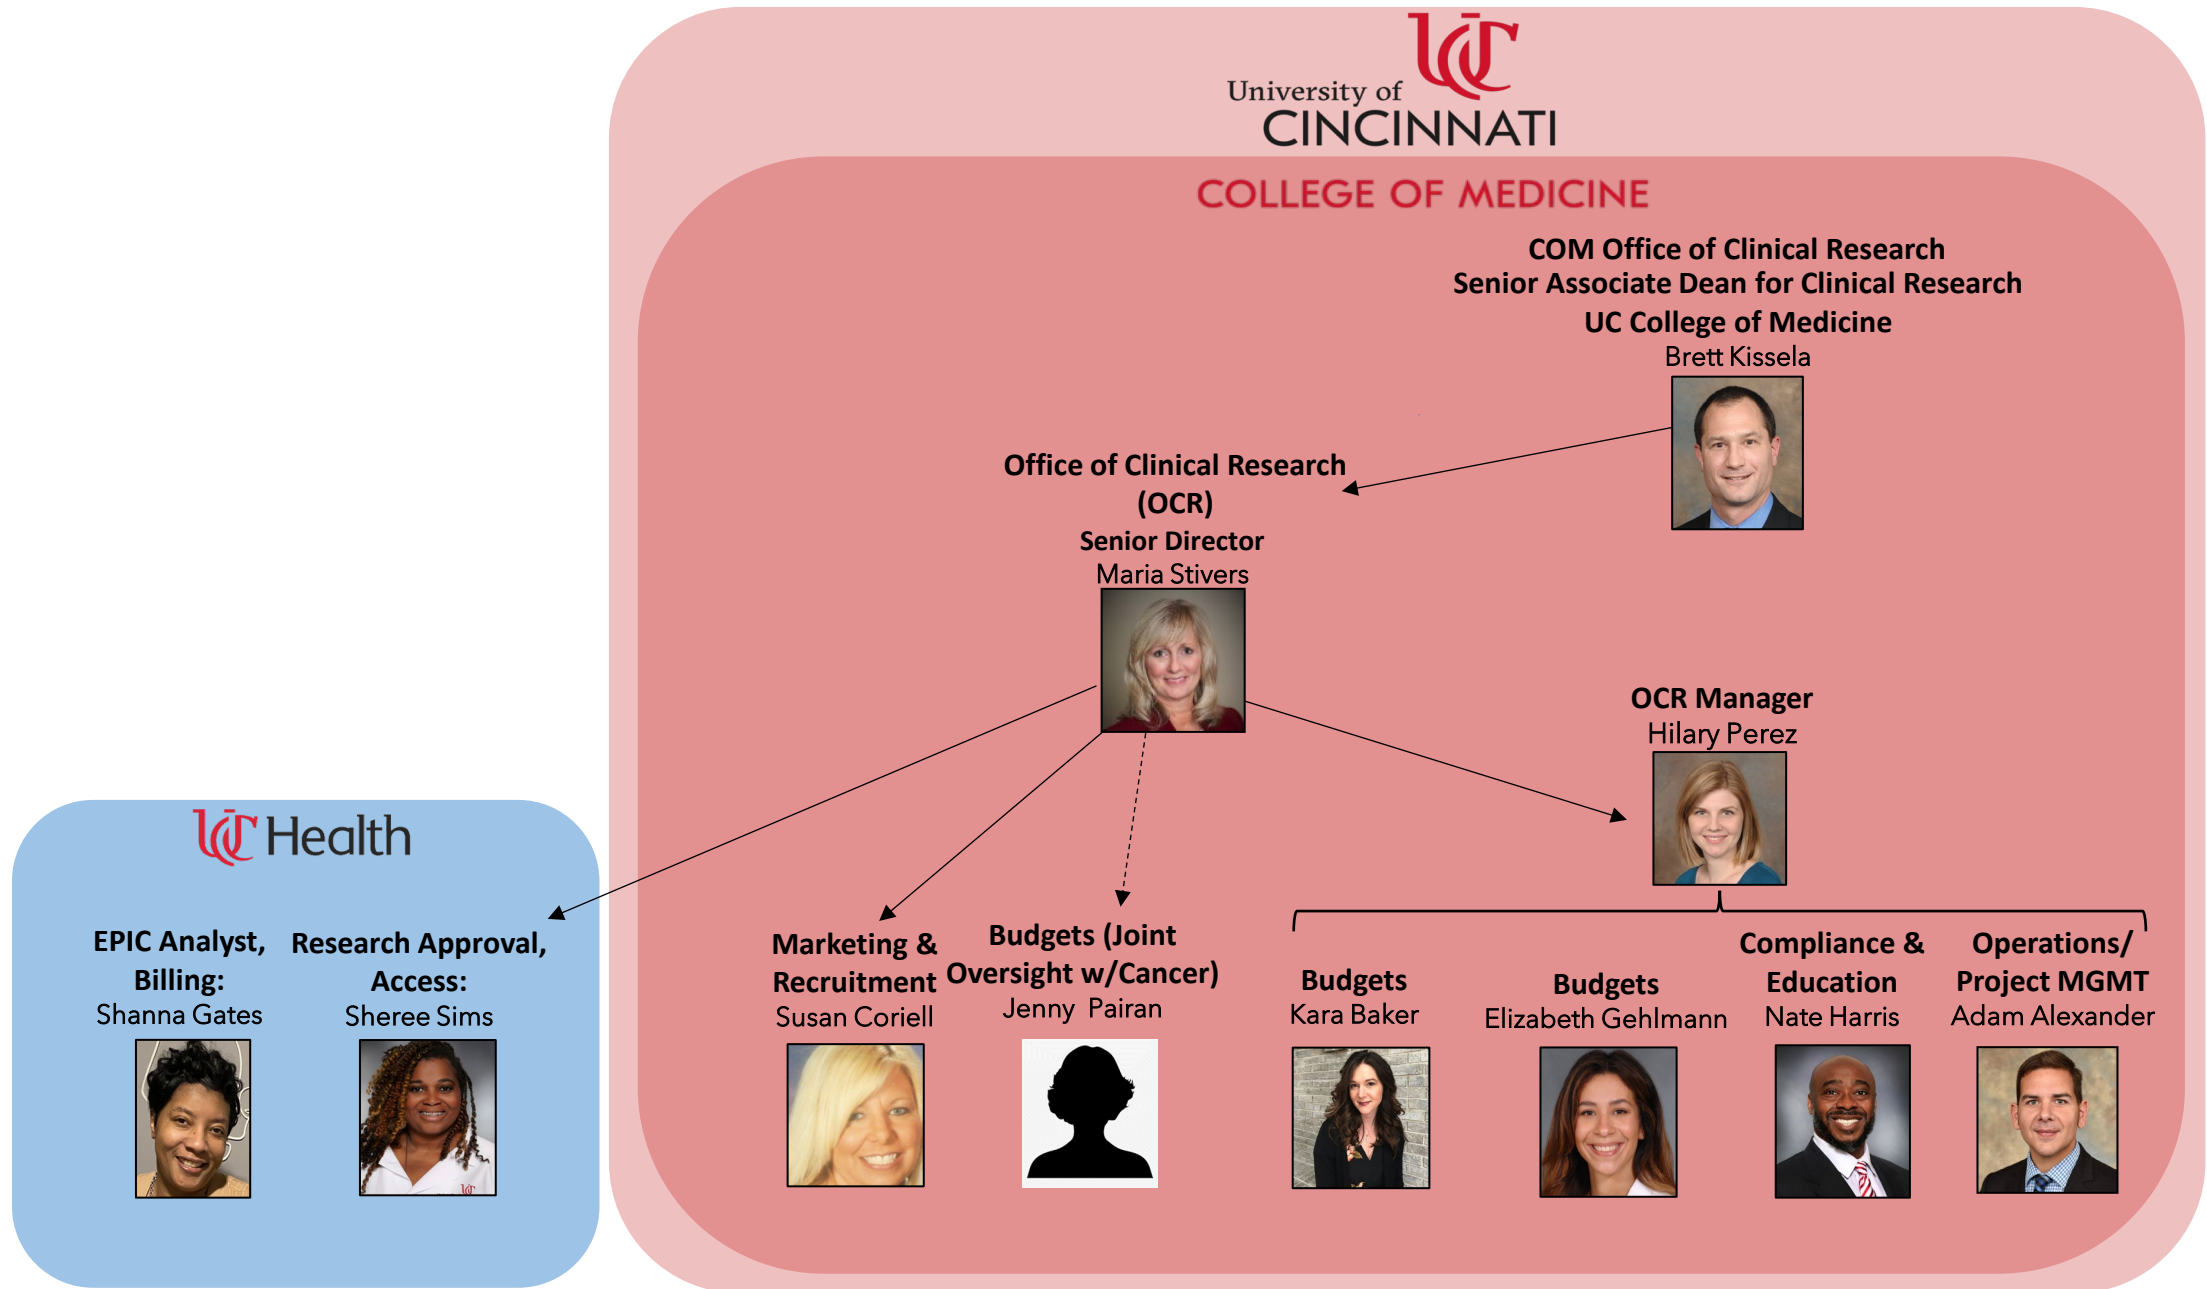 UC
University of
CINCINNATI
COLLEGE OF MEDICINE
COM Office of Clinical Research
Senior Associate Dean for Clinical Research
UC College of Medicine
Brett Kissela
Office of Clinical Research
(OCR)
Senior Director
Maria Stivers
OCR Manager
Hilary Perez
UC Health
EPIC Analyst,
Billing:
Shanna Gates
Research Approval,
Access:
Sheree Sims
Marketing &
Recruitment
Susan Coriell
Budgets (Joint
Oversight w/Cancer)
Jenny Pairan
Budgets
Kara Baker
Budgets
Elizabeth Gehlmann
Compliance &
Education
Nate Harris
Operations/
Project MGMT
Adam Alexander
UC